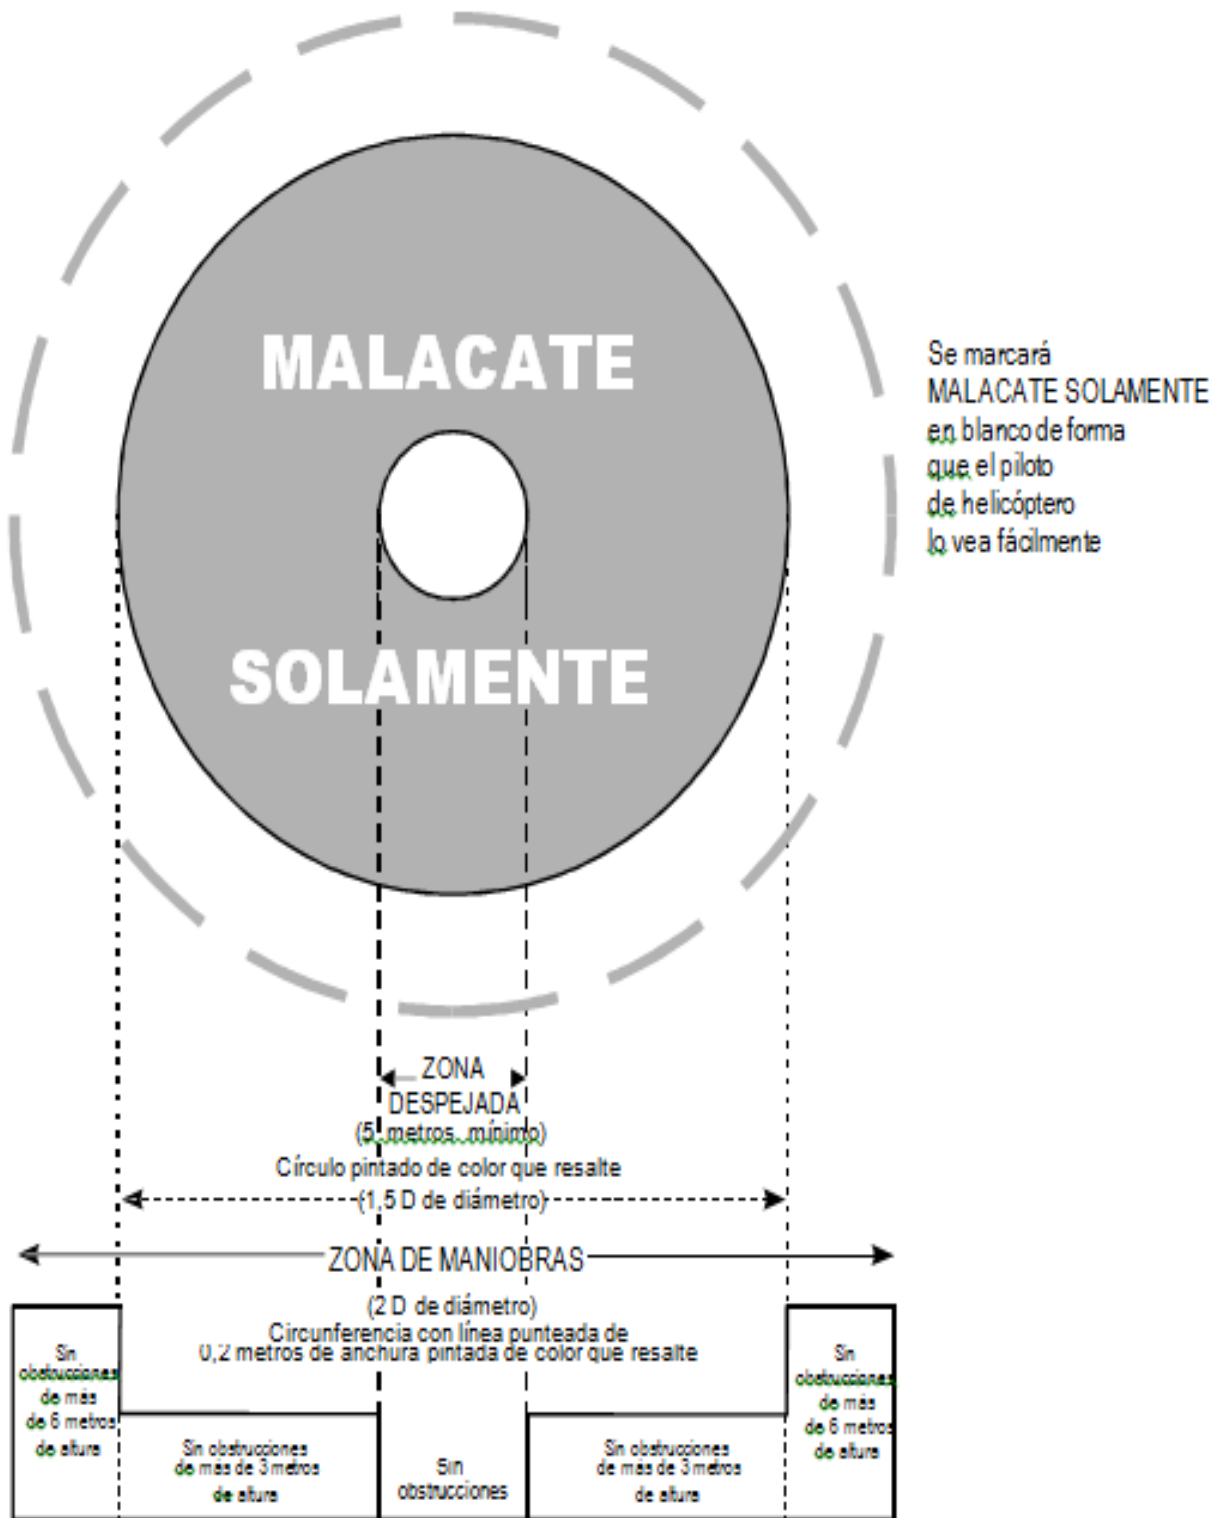 MALACATE
SOLAMENTE
Se marcará
MALACATE SOLAMENTE
en blanco de forma
que el piloto
de helicóptero
lo vea fácilmente
ZONA
DESPEJADA
(5 metros mínimo)
Círculo pintado de color que resalte
(1,5 D de diámetro)
ZONA DE MANIOBRAS
(2 D de diámetro)
Circunferencia con línea punteada de
0,2 metros de anchura pintada de color que resalte
Sin
obstrucciones
de más
de 6 metros
de altura
Sin obstrucciones
de más de 3 metros
de altura
Sin
obstrucciones
Sin obstrucciones
de más de 3 metros
de altura
Sin
obstrucciones
de más
de 6 metros
de altura